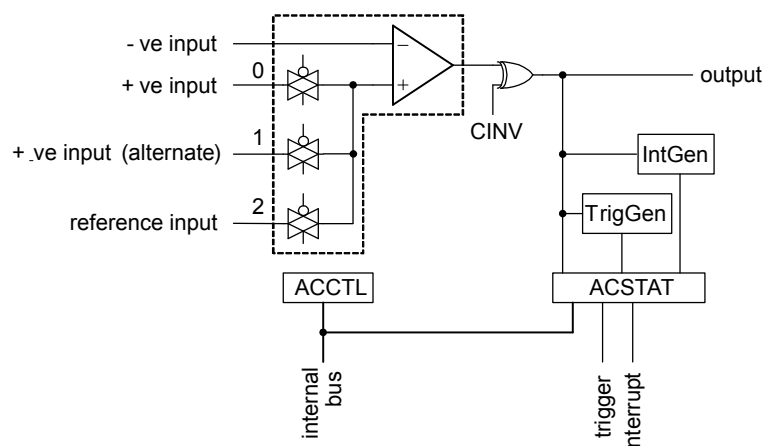 - ve input
+ ve input
0
+ ve input (alternate)
1
reference input
2
−
+
CINV
output
IntGen
TrigGen
ACCTL
ACSTAT
internal
bus
trigger
interrupt